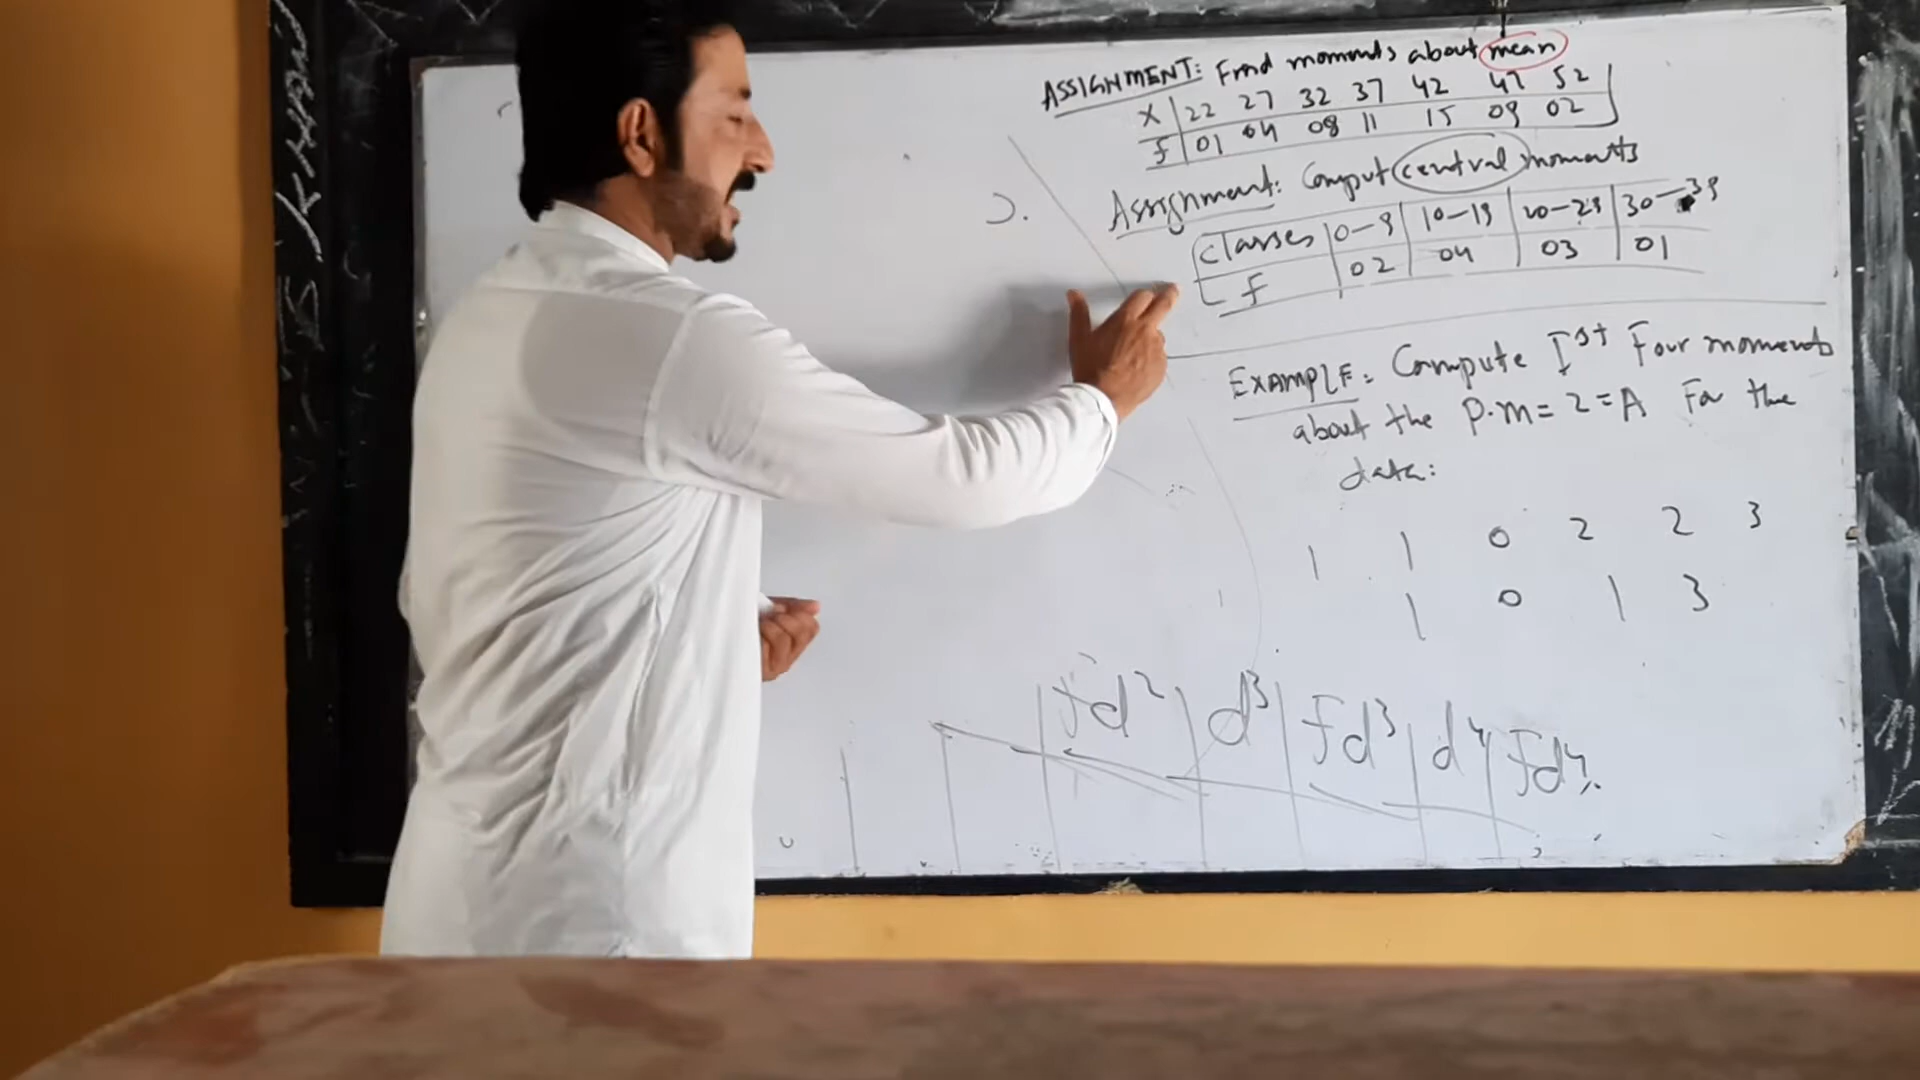 ASSIGNMENT: Find moments about mean
X 22 27 32 37 42 47 52
f 01 04 08 11 15 09 02
Assignment: Comput central moments
Classes 0-9 10-19 20-29 30-39
F 02 04 03 01
EXAMPLE: Compute Ist Four moments
about the P.M = 2 = A For the
data:
1 1 0 2 2 3
1 0 1 3
Fd² d³ Fd³ d⁴ Fd⁴